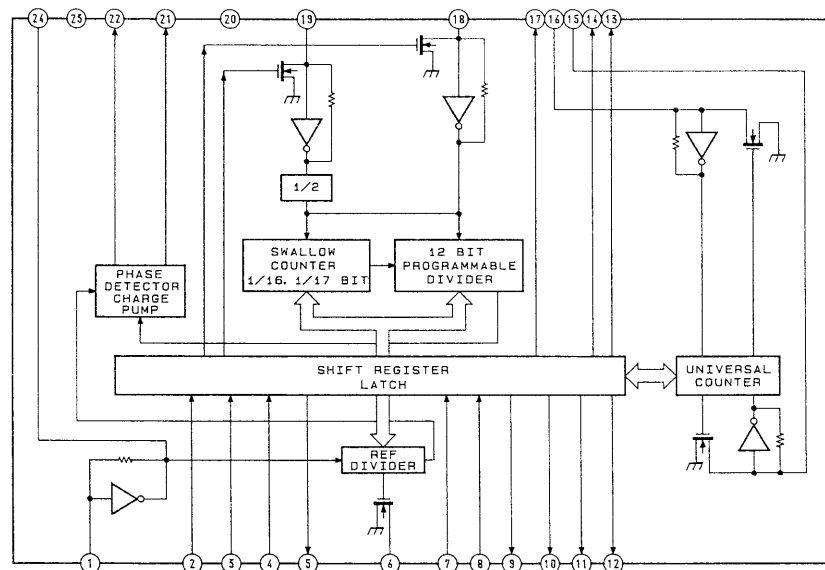 24 25 22 21 20 19 18 17 16 15 14 13
1/2
SWALLOW
COUNTER
1/16. 1/17 BIT
12 BIT
PROGRAMMABLE
DIVIDER
PHASE
DETECTOR
CHARGE
PUMP
SHIFT REGISTER
LATCH
UNIVERSAL
COUNTER
REF
DIVIDER
1 2 3 4 5 6 7 8 9 10 11 12